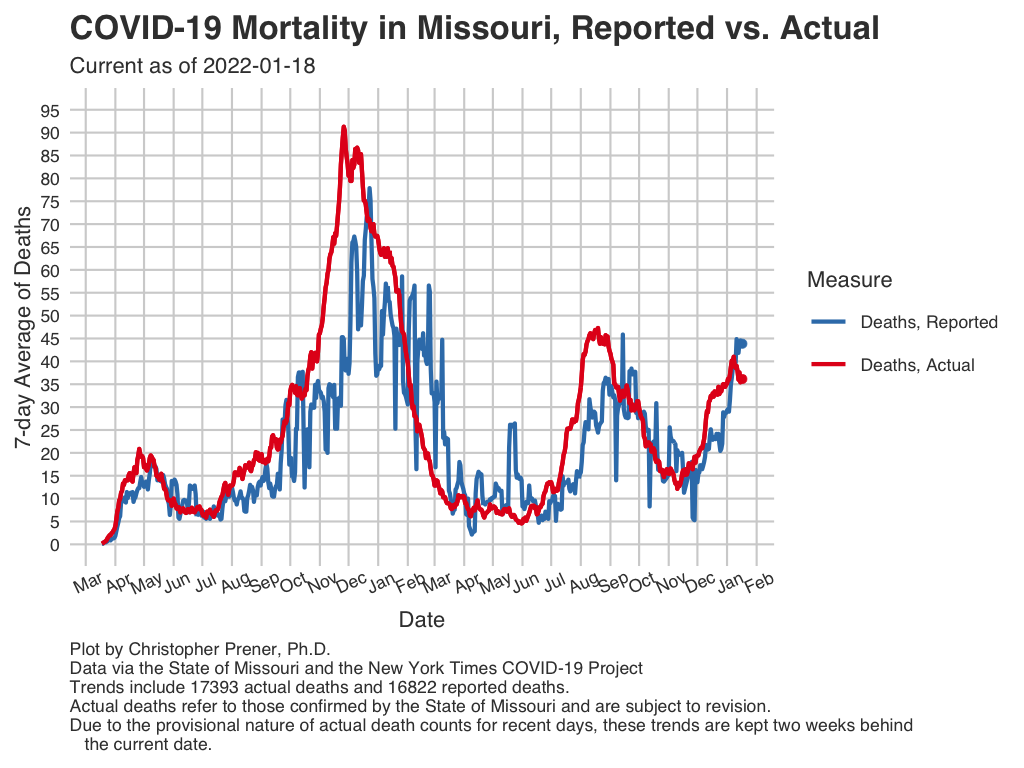 COVID-19 Mortality in Missouri, Reported vs. Actual
Current as of 2022-01-18
7-day Average of Deaths
95
90
85
80
75
70
65
60
55
50
45
40
35
30
25
20
15
10
5
0
Mar Apr May Jun Jul Aug Sep Oct Nov Dec Jan Feb Mar Apr May Jun Jul Aug Sep Oct Nov Dec Jan Feb
Date
Measure
Deaths, Reported
Deaths, Actual
Plot by Christopher Prener, Ph.D.
Data via the State of Missouri and the New York Times COVID-19 Project
Trends include 17393 actual deaths and 16822 reported deaths.
Actual deaths refer to those confirmed by the State of Missouri and are subject to revision.
Due to the provisional nature of actual death counts for recent days, these trends are kept two weeks behind
the current date.